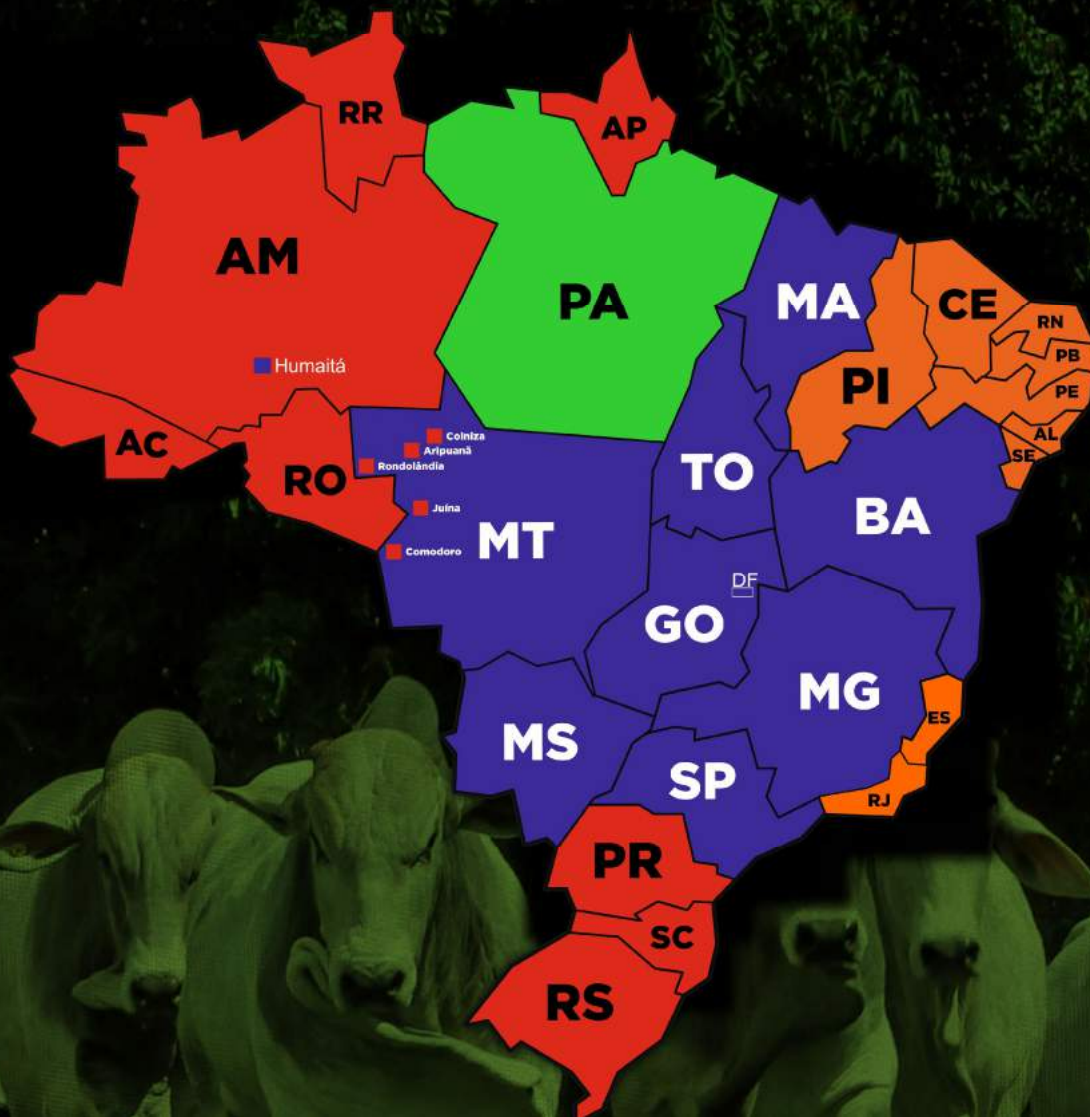 RR
AP
AM
PA
MA
CE
RN
PB
PE
AL
SE
PI
Humaitá
AC
RO
Colniza
Aripuanã
Rondolândia
Juína
Comodoro
MT
TO
BA
DF
GO
MG
ES
MS
SP
RJ
PR
SC
RS